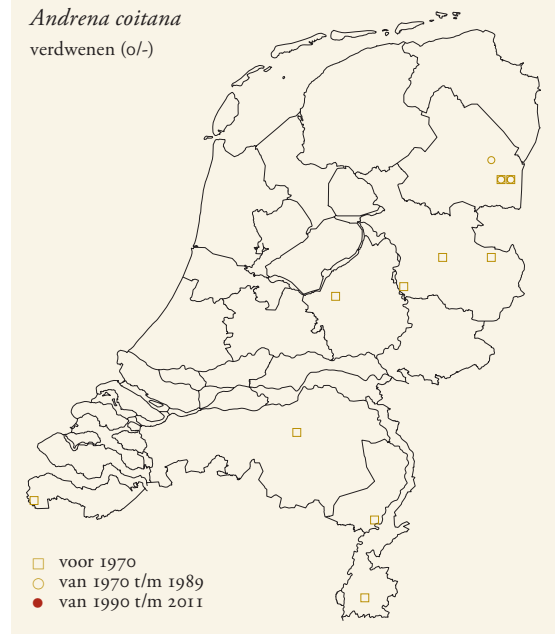 Andrena coitana
verdwenen (0/-)
voor 1970
van 1970 t/m 1989
van 1990 t/m 2011